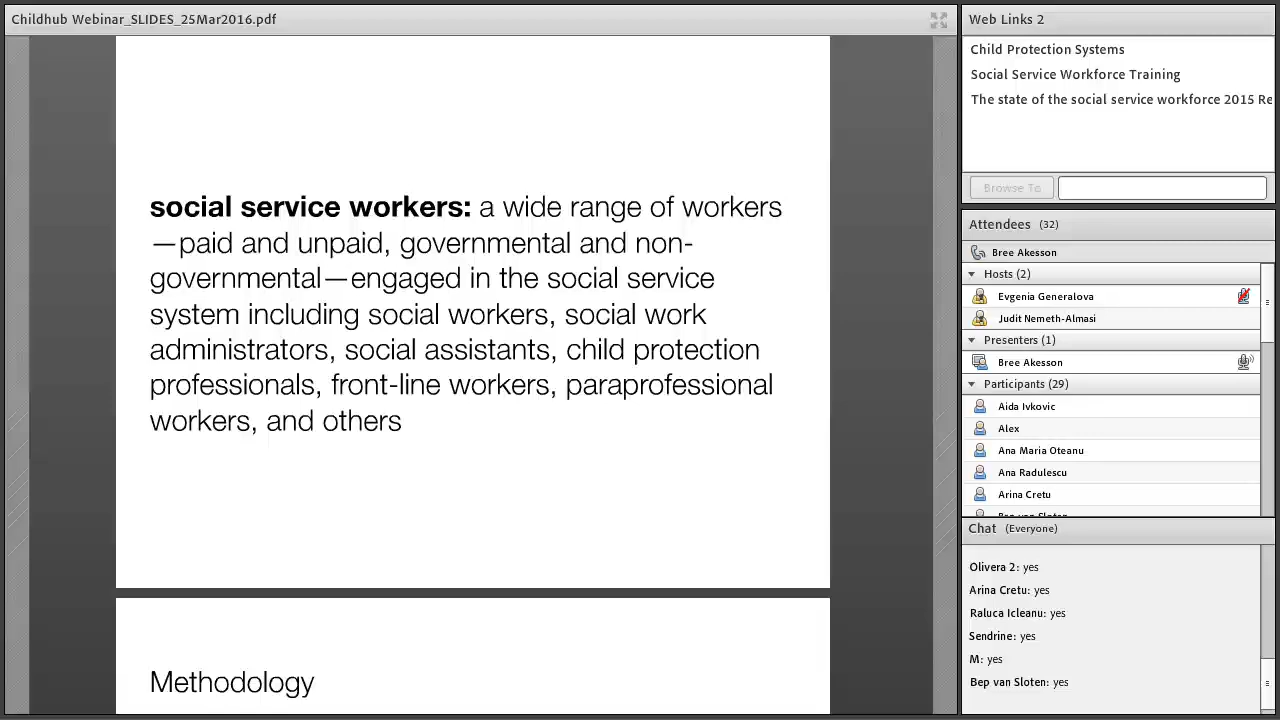 Childhub Webinar_SLIDES_25Mar2016.pdf
social service workers: a wide range of workers
—paid and unpaid, governmental and non-
governmental—engaged in the social service
system including social workers, social work
administrators, social assistants, child protection
professionals, front-line workers, paraprofessional
workers, and others
Methodology
Web Links 2
Child Protection Systems
Social Service Workforce Training
The state of the social service workforce 2015 Re
Browse To
Attendees (32)
Bree Akesson
Hosts (2)
Evgenia Generalova
Judit Nemeth-Almasi
Presenters (1)
Bree Akesson
Participants (29)
Aida Ivkovic
Alex
Ana Maria Oteanu
Ana Radulescu
Arina Cretu
Bep van Sloten
Chat (Everyone)
Olivera 2: yes
Arina Cretu: yes
Raluca Icleanu: yes
Sendrine: yes
M: yes
Bep van Sloten: yes